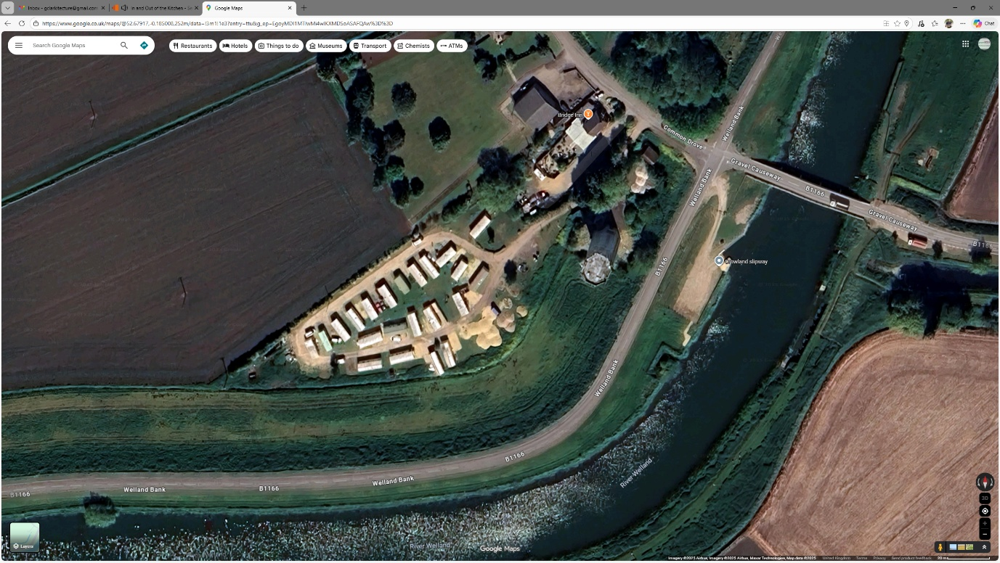 Inbox - gclarkitecture@gmail.com
In and Out of the Kitchen - Se
Google Maps
https://www.google.co.uk/maps/@52.67917,-0.185008,252m/data=!3m1!1e3?entry=ttu&g_ep=EgoyMDI1MTIwMi4wIKXMDSoASAFQAw%3D%3D
Chat
Search Google Maps
Restaurants
Hotels
Things to do
Museums
Transport
Chemists
ATMs
Bridge Inn
Common Drove
Welland Bank
Gravel Causeway
B1166
Gravel Causeway
B1166
Welland Bank
B1166
Crowland slipway
Welland Bank
B1166
Welland Bank
B1166
Welland Bank
B1166
River Welland
River Welland
Layers
3D
Google Maps
Imagery ©2025 Airbus, Imagery ©2025 Airbus, Maxar Technologies, Map data ©2025 United Kingdom Terms Privacy Send product feedback 20 m